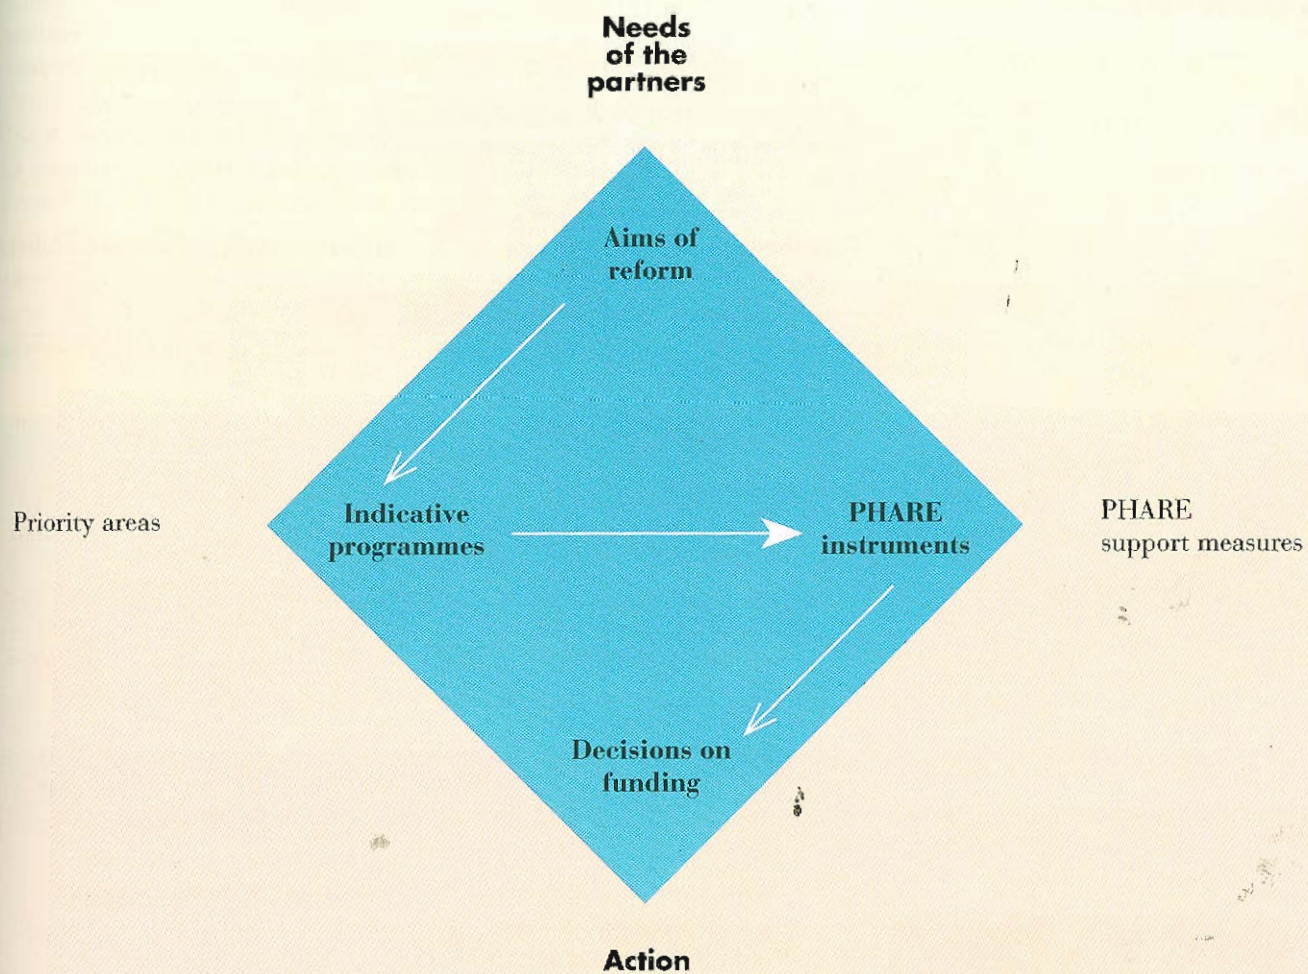 Needs
of the
partners
Aims of
reform
Priority areas
Indicative
programmes
PHARE
instruments
PHARE
support measures
Decisions on
funding
Action